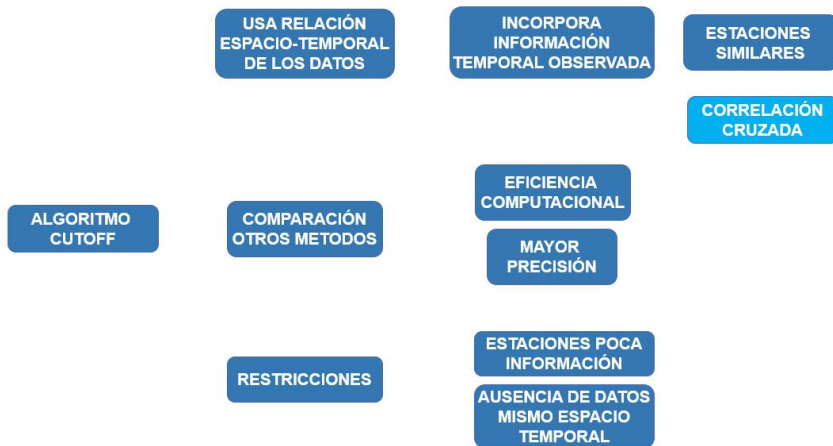 USA RELACIÓN
ESPACIO-TEMPORAL
DE LOS DATOS
INCORPORA
INFORMACIÓN
TEMPORAL OBSERVADA
ESTACIONES
SIMILARES
CORRELACIÓN
CRUZADA
ALGORITMO
CUTOFF
COMPARACIÓN
OTROS METODOS
EFICIENCIA
COMPUTACIONAL
MAYOR
PRECISIÓN
RESTRICCIONES
ESTACIONES POCA
INFORMACIÓN
AUSENCIA DE DATOS
MISMO ESPACIO
TEMPORAL